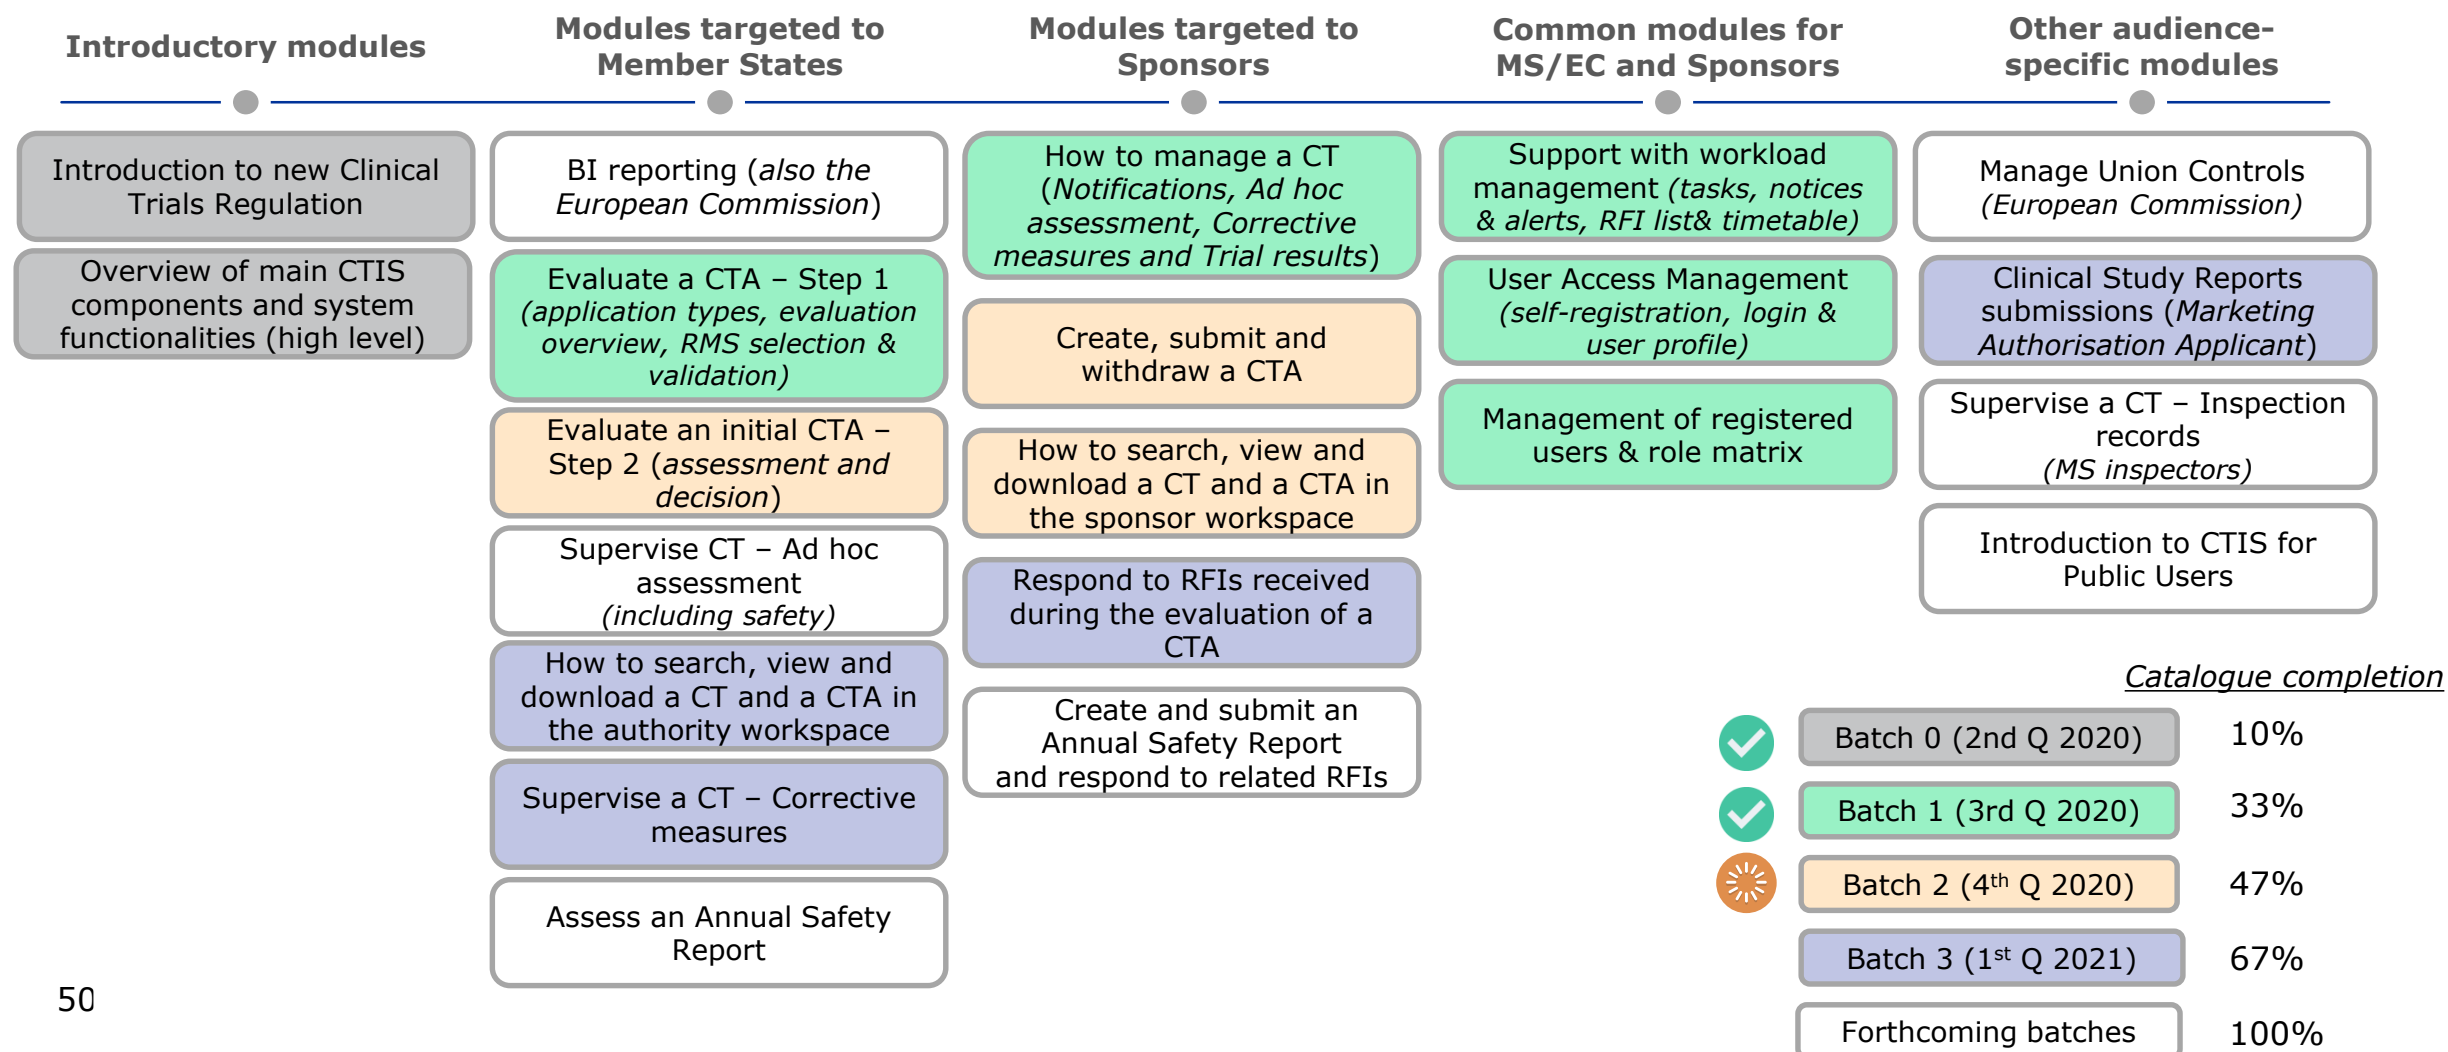 Introductory modules
Modules targeted to
Member States
Modules targeted to
Sponsors
Common modules for
MS/EC and Sponsors
Other audience-
specific modules
Introduction to new Clinical
Trials Regulation
Overview of main CTIS
components and system
functionalities (high level)
BI reporting (also the
European Commission)
Evaluate a CTA – Step 1
(application types, evaluation
overview, RMS selection &
validation)
Evaluate an initial CTA –
Step 2 (assessment and
decision)
Supervise CT – Ad hoc
assessment
(including safety)
How to search, view and
download a CT and a CTA in
the authority workspace
Supervise a CT – Corrective
measures
Assess an Annual Safety
Report
How to manage a CT
(Notifications, Ad hoc
assessment, Corrective
measures and Trial results)
Create, submit and
withdraw a CTA
How to search, view and
download a CT and a CTA in
the sponsor workspace
Respond to RFIs received
during the evaluation of a
CTA
Create and submit an
Annual Safety Report
and respond to related RFIs
Support with workload
management (tasks, notices
& alerts, RFI list& timetable)
User Access Management
(self-registration, login &
user profile)
Management of registered
users & role matrix
Manage Union Controls
(European Commission)
Clinical Study Reports
submissions (Marketing
Authorisation Applicant)
Supervise a CT – Inspection
records
(MS inspectors)
Introduction to CTIS for
Public Users
Catalogue completion
Batch 0 (2nd Q 2020) 10%
Batch 1 (3rd Q 2020) 33%
Batch 2 (4th Q 2020) 47%
Batch 3 (1st Q 2021) 67%
Forthcoming batches 100%
50